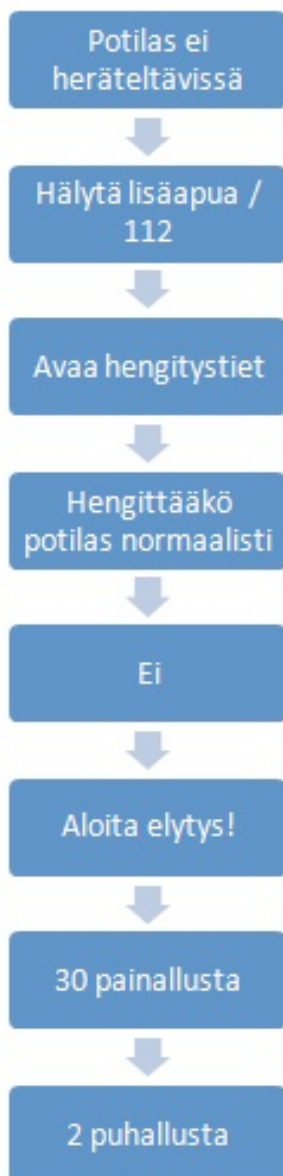 Potilas ei
heräteltävissä
Hälytä lisäapua /
112
Avaa hengitystiet
Hengittääkö
potilas normaalisti
Ei
Aloita elytys!
30 painallusta
2 puhallusta